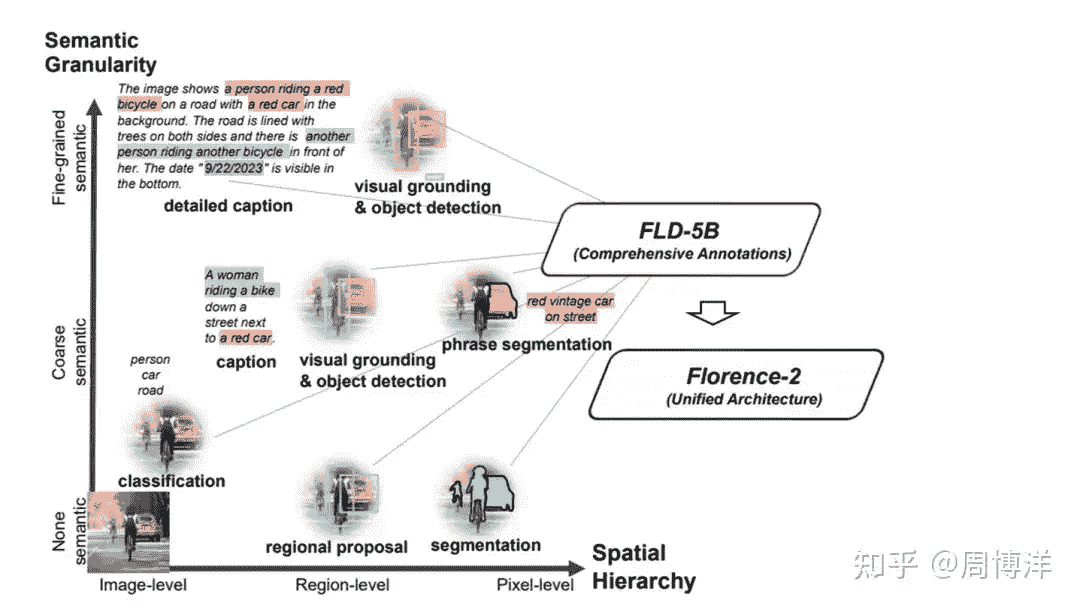 Semantic
Granularity
Fine-grained
semantic
Coarse
semantic
None
semantic
The image shows a person riding a red
bicycle on a road with a red car in the
background. The road is lined with
trees on both sides and there is another
person riding another bicycle in front of
her. The date "9/22/2023" is visible in
the bottom.
detailed caption
visual grounding
& object detection
FLD-5B
(Comprehensive Annotations)
A woman
riding a bike
down a
street next
to a red car.
caption
visual grounding
& object detection
red vintage car
on street
phrase segmentation
Florence-2
(Unified Architecture)
person
car
road
classification
regional proposal
segmentation
Image-level
Region-level
Pixel-level
Spatial
Hierarchy
知乎 @周博洋